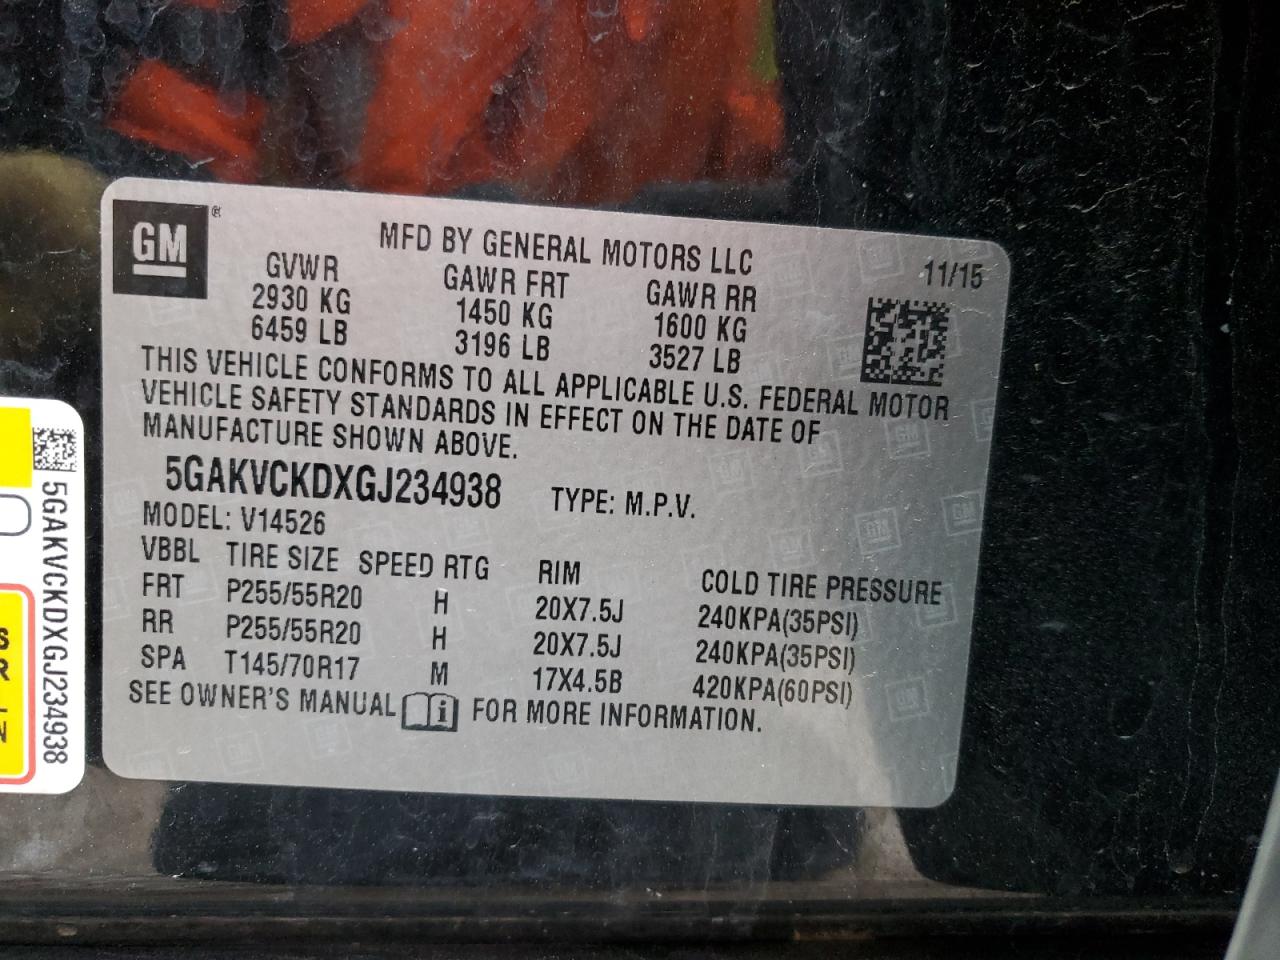 GM
MFD BY GENERAL MOTORS LLC
11/15
GVWR GAWR FRT GAWR RR
2930 KG 1450 KG 1600 KG
6459 LB 3196 LB 3527 LB
THIS VEHICLE CONFORMS TO ALL APPLICABLE U.S. FEDERAL MOTOR
VEHICLE SAFETY STANDARDS IN EFFECT ON THE DATE OF
MANUFACTURE SHOWN ABOVE.
5GAKVCKDXGJ234938 TYPE: M.P.V.
MODEL: V14526
VBBL TIRE SIZE SPEED RTG RIM COLD TIRE PRESSURE
FRT P255/55R20 H 20X7.5J 240KPA(35PSI)
RR P255/55R20 H 20X7.5J 240KPA(35PSI)
SPA T145/70R17 M 17X4.5B 420KPA(60PSI)
SEE OWNER'S MANUAL i FOR MORE INFORMATION.
5GAKVCKDXGJ234938
S
R
L
N